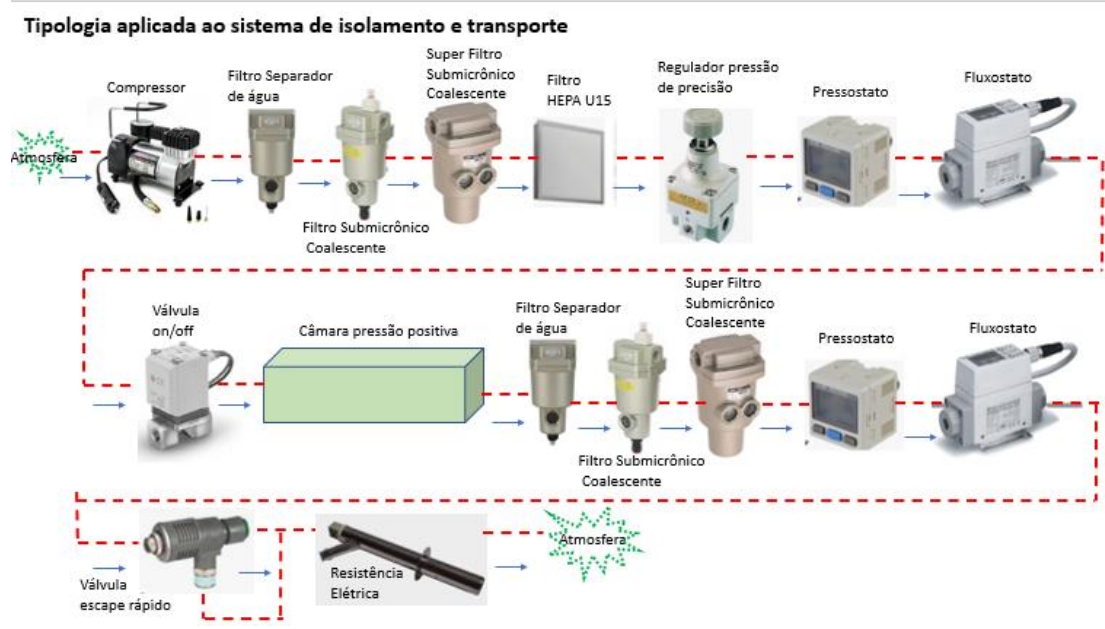 Tipologia aplicada ao sistema de isolamento e transporte
Atmosfera
Compressor
Filtro Separador
de água
Filtro Submicrônico
Coalescente
Super Filtro
Submicrônico
Coalescente
Filtro
HEPA U15
Regulador pressão
de precisão
Pressostato
Fluxostato
Válvula
on/off
Câmara pressão positiva
Filtro Separador
de água
Filtro Submicrônico
Coalescente
Super Filtro
Submicrônico
Coalescente
Pressostato
Fluxostato
Válvula
escape rápido
Resistência
Elétrica
Atmosfera